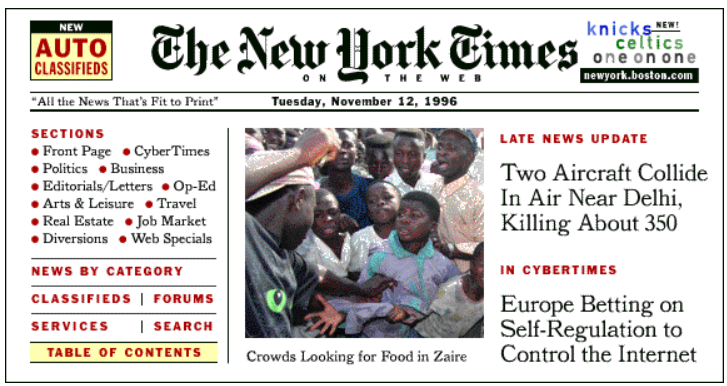 NEW
AUTO
CLASSIFIEDS
The New York Times
ON THE WEB
knicks NEW!
celtics
one on one
newyork.boston.com
"All the News That's Fit to Print"
Tuesday, November 12, 1996
SECTIONS
● Front Page ● CyberTimes
● Politics ● Business
● Editorials/Letters ● Op-Ed
● Arts & Leisure ● Travel
● Real Estate ● Job Market
● Diversions ● Web Specials
NEWS BY CATEGORY
CLASSIFIEDS | FORUMS
SERVICES | SEARCH
TABLE OF CONTENTS
Crowds Looking for Food in Zaire
LATE NEWS UPDATE
Two Aircraft Collide
In Air Near Delhi,
Killing About 350
IN CYBERTIMES
Europe Betting on
Self-Regulation to
Control the Internet